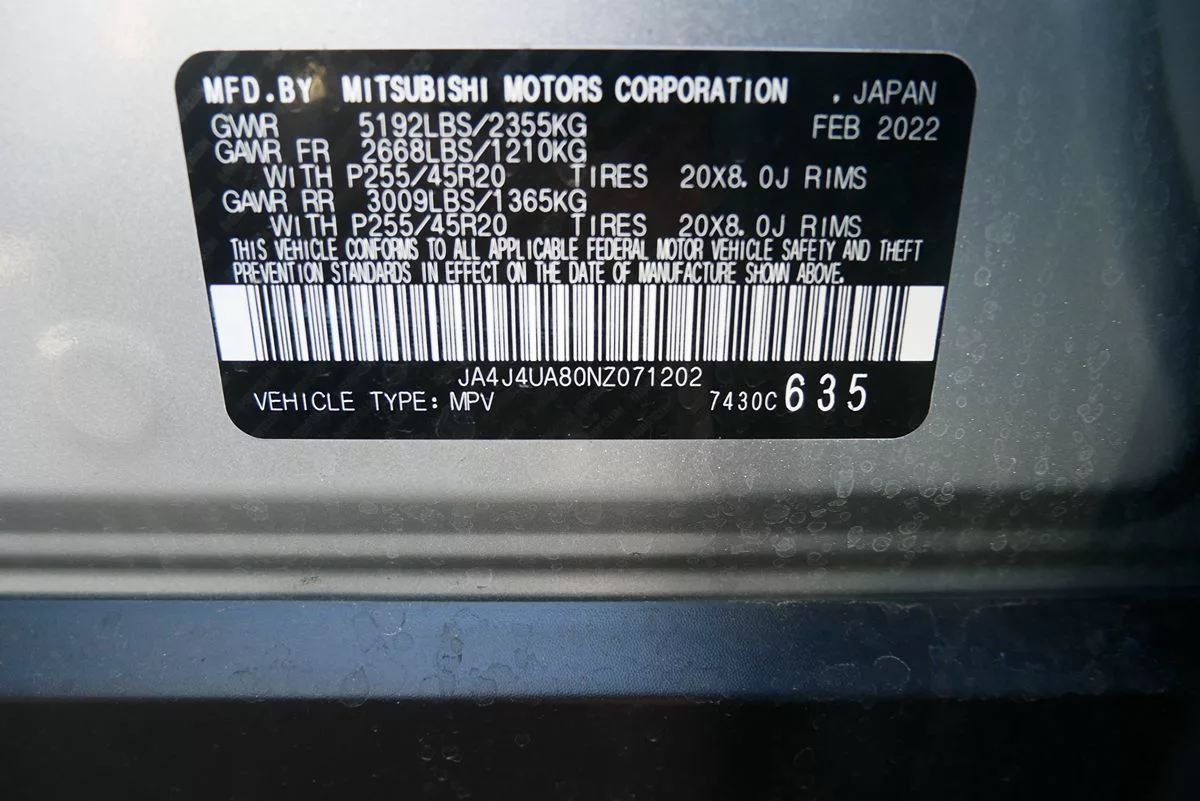 MFD.BY MITSUBISHI MOTORS CORPORATION . JAPAN
GVWR 5192LBS/2355KG FEB 2022
GAWR FR 2668LBS/1210KG
WITH P255/45R20 TIRES 20X8.0J RIMS
GAWR RR 3009LBS/1365KG
WITH P255/45R20 TIRES 20X8.0J RIMS
THIS VEHICLE CONFORMS TO ALL APPLICABLE FEDERAL MOTOR VEHICLE SAFETY AND THEFT
PREVENTION STANDARDS IN EFFECT ON THE DATE OF MANUFACTURE SHOWN ABOVE.
JA4J4UA80NZ071202
VEHICLE TYPE: MPV 7430C 635